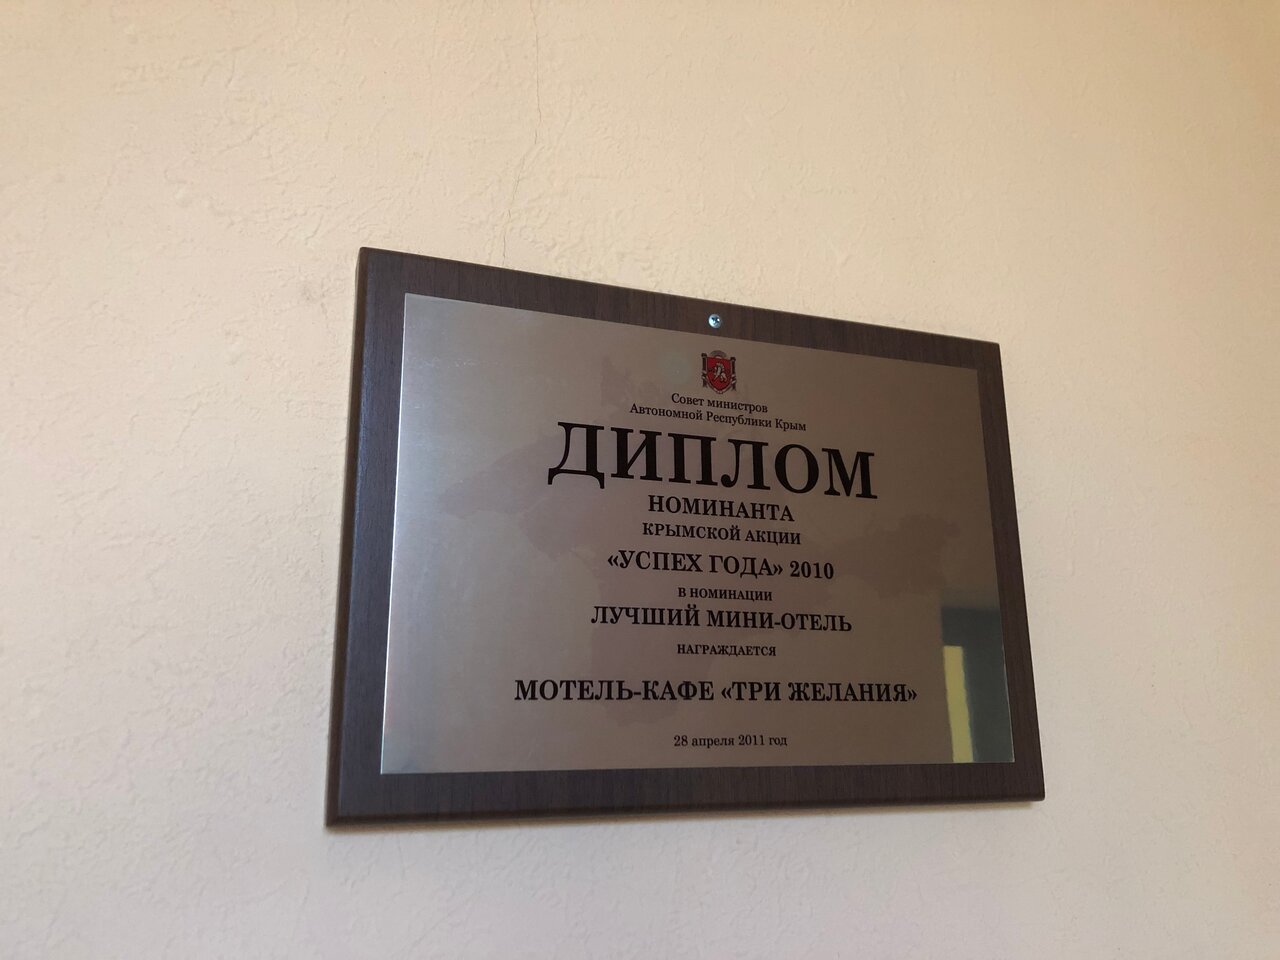 Совет министров
Автономной Республики Крым
ДИПЛОМ
НОМИНАНТА
КРЫМСКОЙ АКЦИИ
«УСПЕХ ГОДА» 2010
В НОМИНАЦИИ
ЛУЧШИЙ МИНИ-ОТЕЛЬ
НАГРАЖДАЕТСЯ
МОТЕЛЬ-КАФЕ «ТРИ ЖЕЛАНИЯ»
28 апреля 2011 год